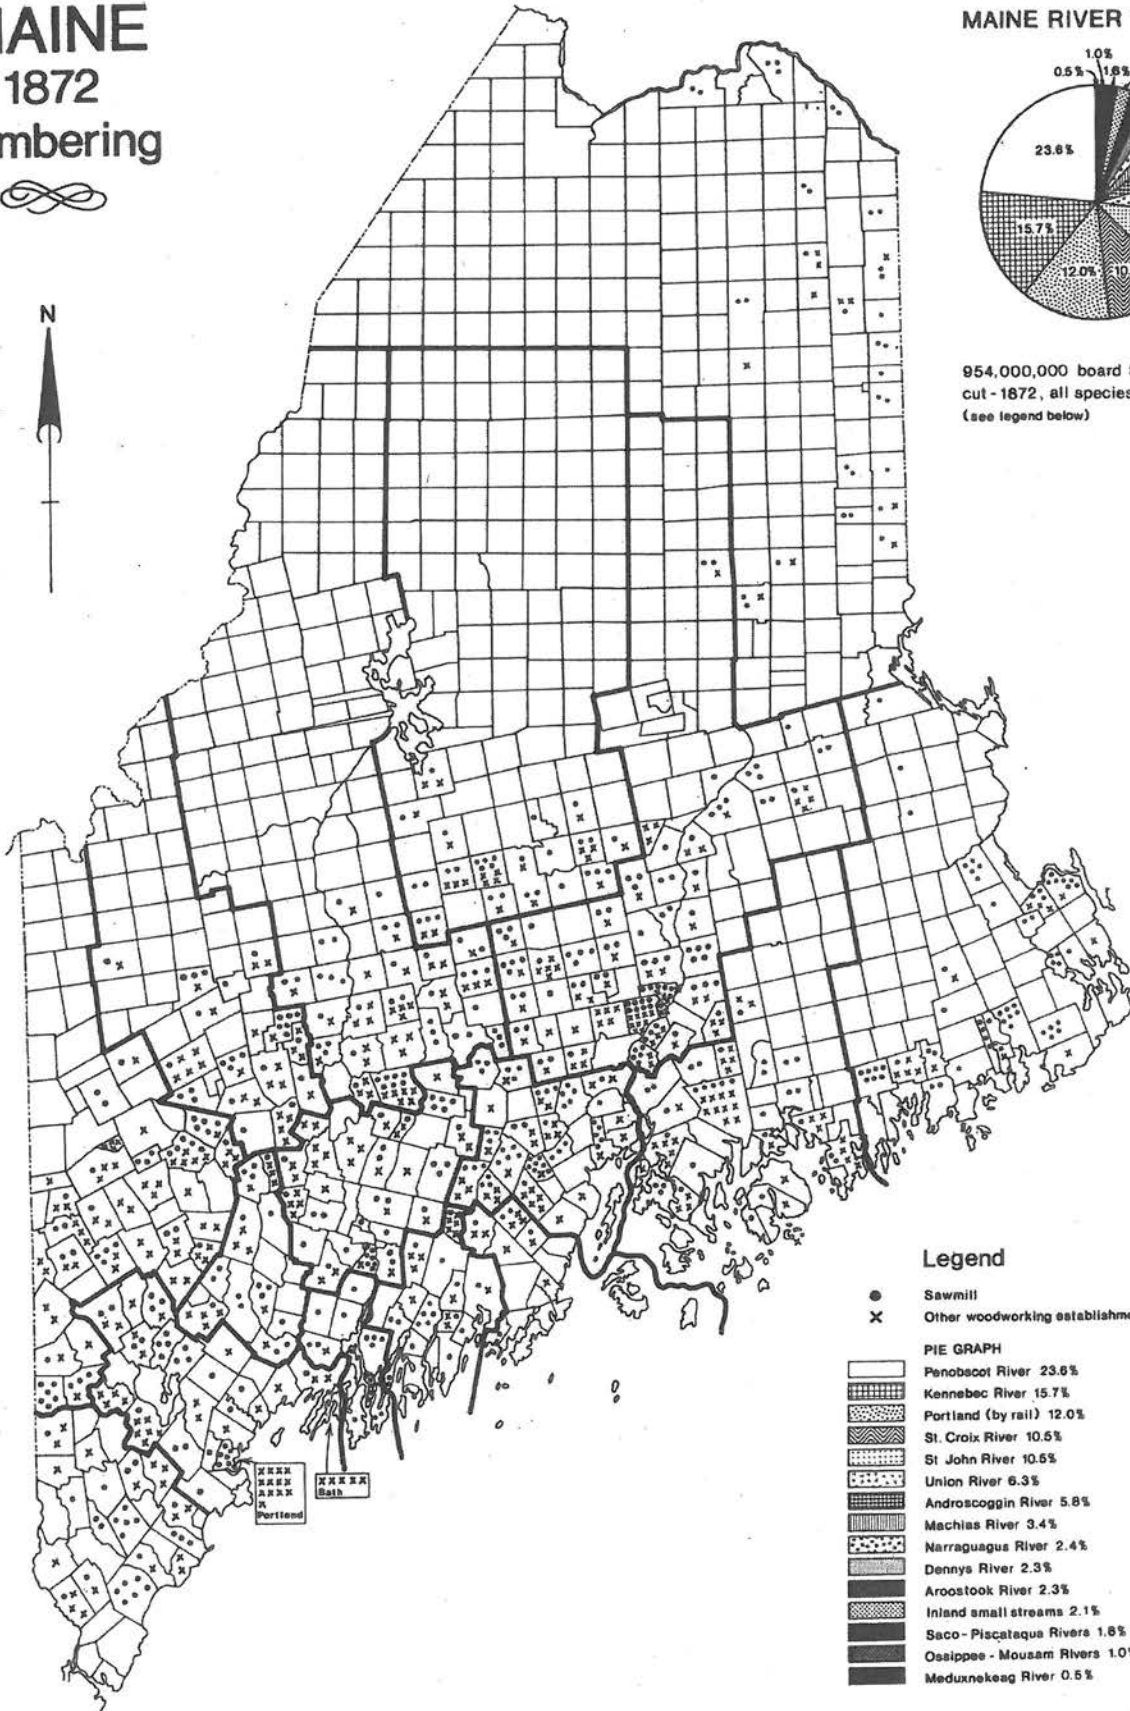 MAINE
1872
mbering
N
MAINE RIVER
1.0%
0.5%
1.6%
23.6%
15.7%
12.0%
10.
954,000,000 board
cut - 1872, all species
(see legend below)
Portland
Bath
Legend
Sawmill
Other woodworking establishme
PIE GRAPH
Penobscot River 23.6%
Kennebec River 15.7%
Portland (by rail) 12.0%
St. Croix River 10.5%
St John River 10.5%
Union River 6.3%
Androscoggin River 5.8%
Machias River 3.4%
Narraguagus River 2.4%
Dennys River 2.3%
Aroostook River 2.3%
Inland small streams 2.1%
Saco - Piscataqua Rivers 1.6%
Ossippee - Mousam Rivers 1.0%
Meduxnekeag River 0.5%